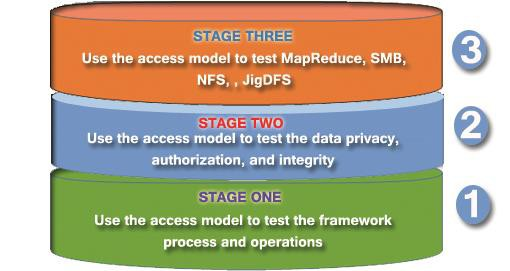 STAGE THREE
Use the access model to test MapReduce, SMB,
NFS, , JigDFS
3
STAGE TWO
Use the access model to test the data privacy,
authorization, and integrity
2
STAGE ONE
Use the access model to test the framework
process and operations
1